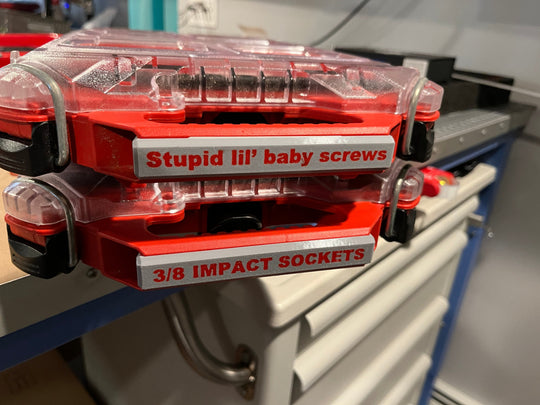 Stupid lil' baby screws
3/8 IMPACT SOCKETS